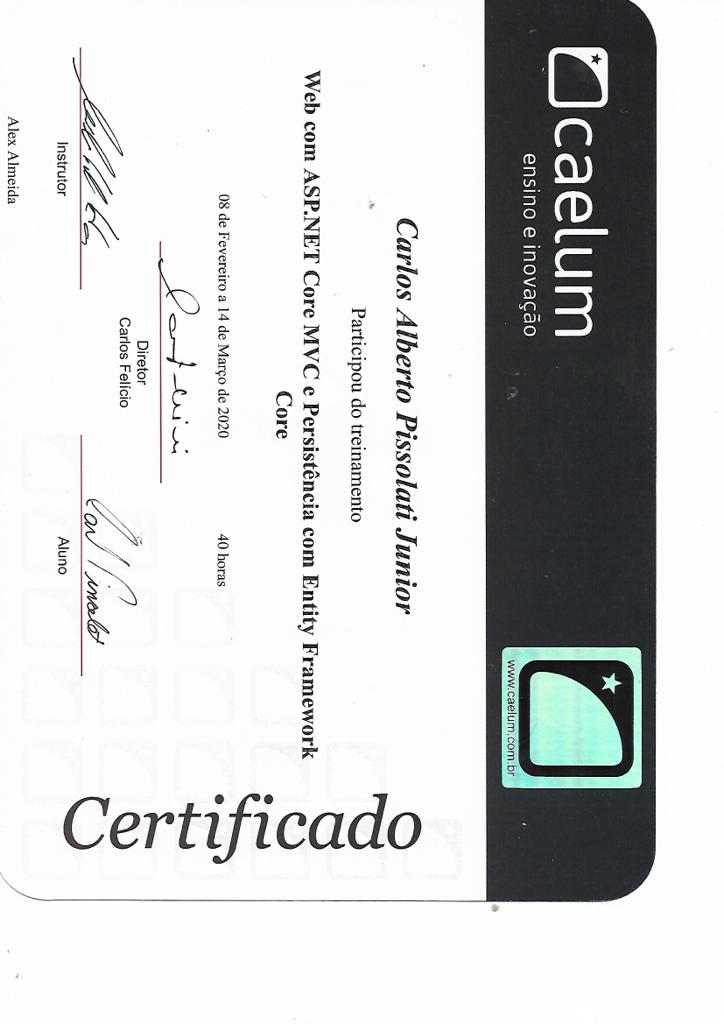 caelum
ensino e inovação
www.caelum.com.br
Carlos Alberto Pissolati Junior
Participou do treinamento
Web com ASP.NET Core MVC e Persistência com Entity Framework
Core
08 de Fevereiro a 14 de Março de 2020 40 horas
Diretor
Carlos Felício
Instrutor
Aluno
Alex Almeida
Certificado